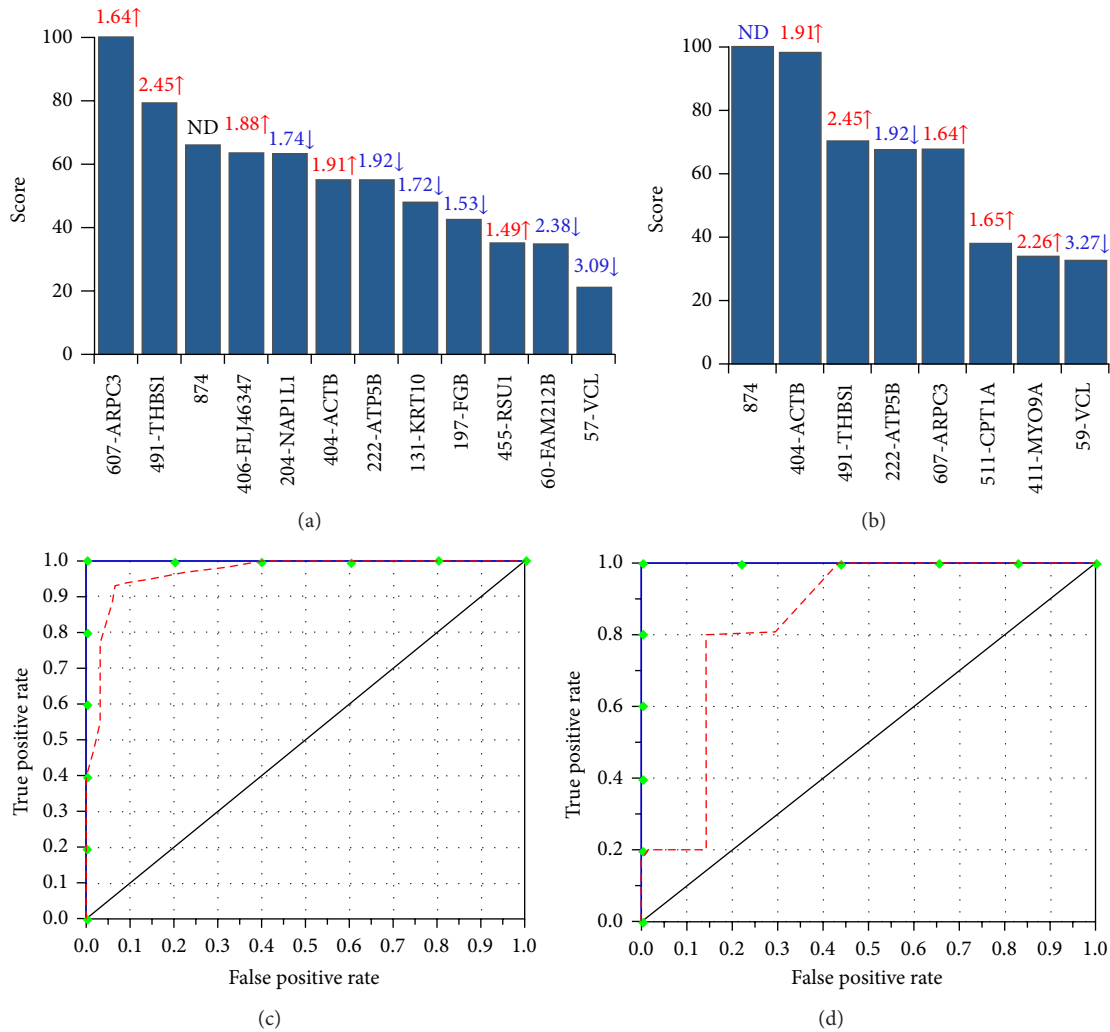 1.64↑
2.45↑
ND
1.88↑
1.74↓
1.91↑
1.92↓
1.72↓
1.53↓
1.49↑
2.38↓
3.09↓
100
80
60
40
20
0
Score
607-ARPC3
491-THBS1
874
406-FLJ46347
204-NAP1L1
404-ACTB
222-ATP5B
131-KRT10
197-FGB
455-RSU1
60-FAM212B
57-VCL
(a)
ND
1.91↑
2.45↑
1.92↓
1.64↑
1.65↑
2.26↑
3.27↓
100
80
60
40
20
0
Score
874
404-ACTB
491-THBS1
222-ATP5B
607-ARPC3
511-CPT1A
411-MYO9A
59-VCL
(b)
1.0
0.9
0.8
0.7
0.6
0.5
0.4
0.3
0.2
0.1
0.0
True positive rate
0.0 0.1 0.2 0.3 0.4 0.5 0.6 0.7 0.8 0.9 1.0
False positive rate
(c)
1.0
0.8
0.6
0.4
0.2
0.0
True positive rate
0.0 0.1 0.2 0.3 0.4 0.5 0.6 0.7 0.8 0.9 1.0
False positive rate
(d)